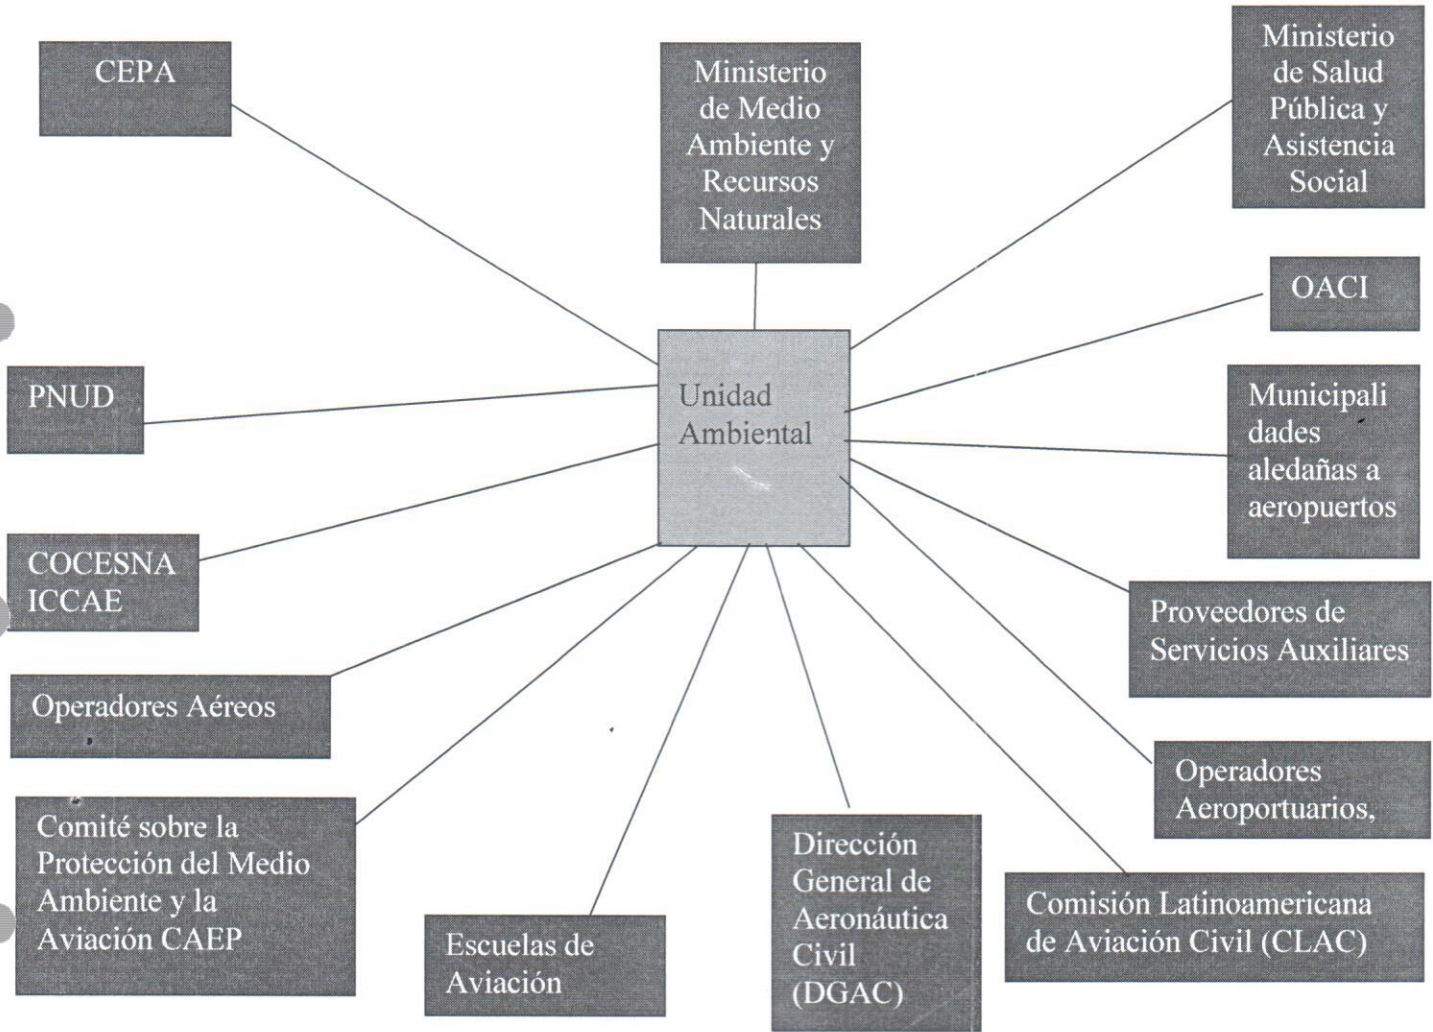 CEPA
Ministerio
de Medio
Ambiente y
Recursos
Naturales
Ministerio
de Salud
Pública y
Asistencia
Social
OACI
PNUD
Unidad
Ambiental
Municipali
dades
aledañas a
aeropuertos
COCESNA
ICCAE
Proveedores de
Servicios Auxiliares
Operadores Aéreos
Operadores
Aeroportuarios,
Comité sobre la
Protección del Medio
Ambiente y la
Aviación CAEP
Dirección
General de
Aeronáutica
Civil
(DGAC)
Comisión Latinoamericana
de Aviación Civil (CLAC)
Escuelas de
Aviación